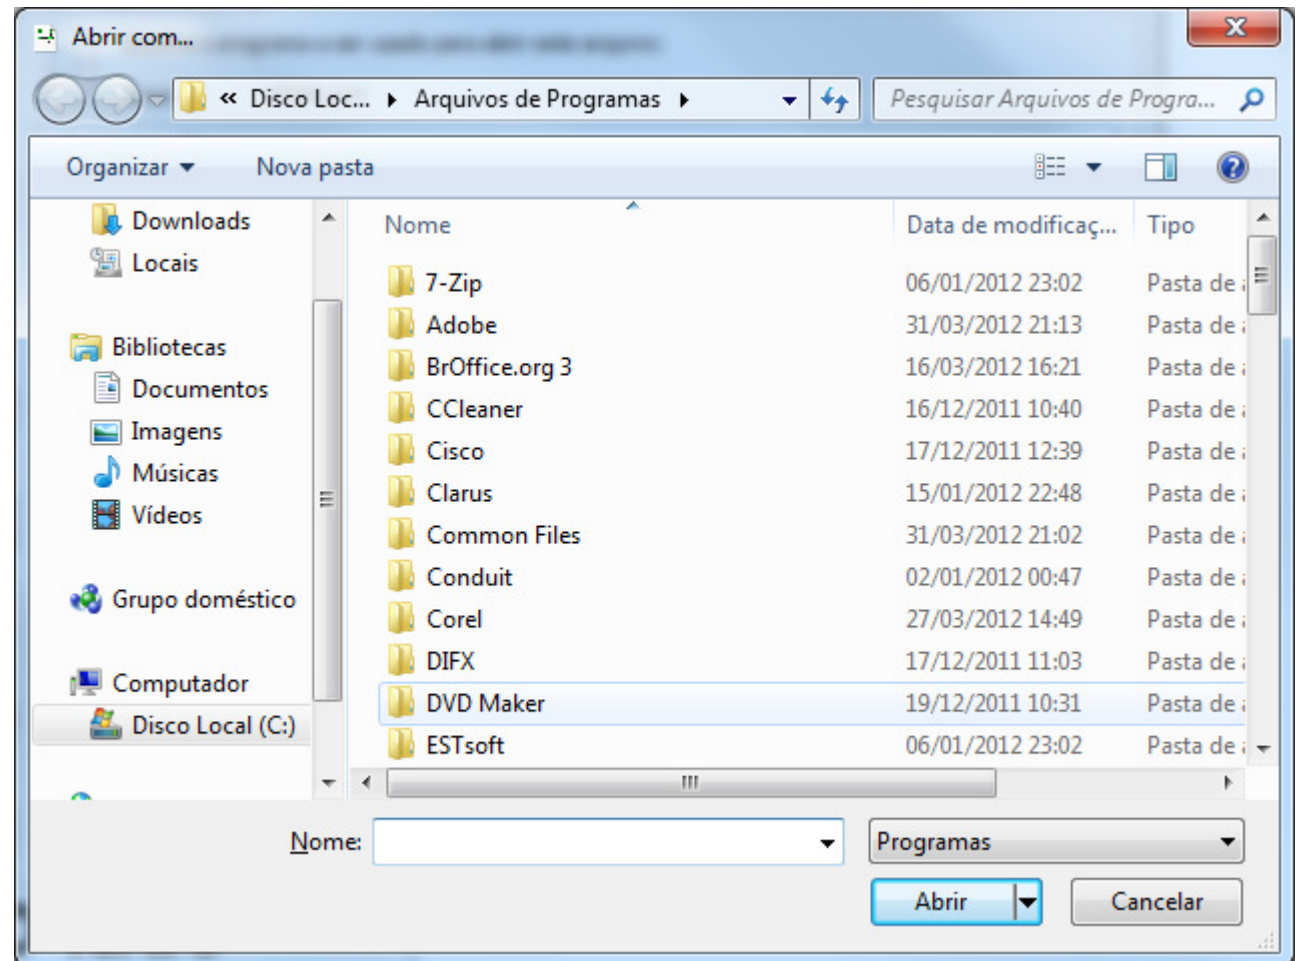 Abrir com...
« Disco Loc... Arquivos de Programas
Pesquisar Arquivos de Progra...
Organizar Nova pasta
Downloads
Locais
Bibliotecas
Documentos
Imagens
Músicas
Vídeos
Grupo doméstico
Computador
Disco Local (C:)
Nome Data de modificaç... Tipo
7-Zip 06/01/2012 23:02 Pasta de
Adobe 31/03/2012 21:13 Pasta de
BrOffice.org 3 16/03/2012 16:21 Pasta de
CCleaner 16/12/2011 10:40 Pasta de
Cisco 17/12/2011 12:39 Pasta de
Clarus 15/01/2012 22:48 Pasta de
Common Files 31/03/2012 21:02 Pasta de
Conduit 02/01/2012 00:47 Pasta de
Corel 27/03/2012 14:49 Pasta de
DIFX 17/12/2011 11:03 Pasta de
DVD Maker 19/12/2011 10:31 Pasta de
ESTsoft 06/01/2012 23:02 Pasta de
Nome: Programas
Abrir Cancelar